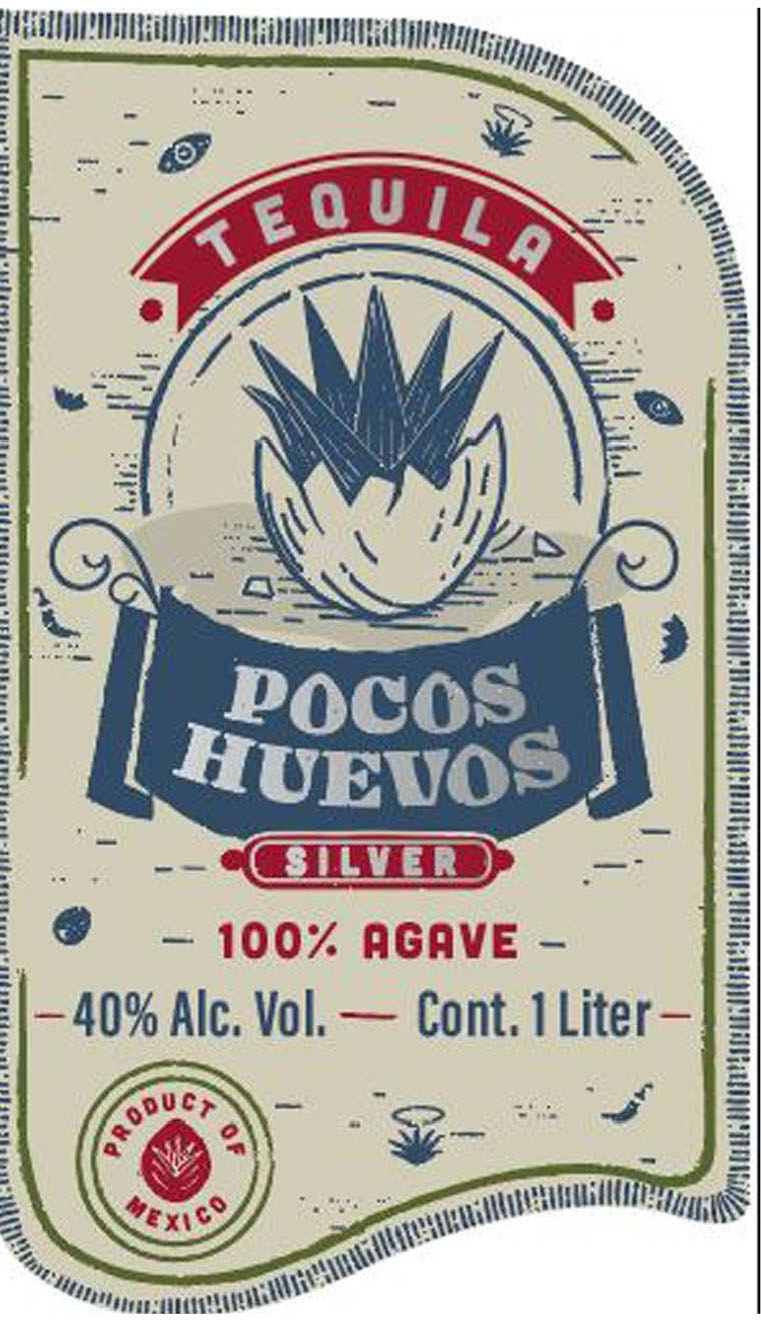 TEQUILA
POCOS
HUEVOS
SILVER
100% AGAVE
40% Alc. Vol. — Cont. 1 Liter
PRODUCT OF
MEXICO